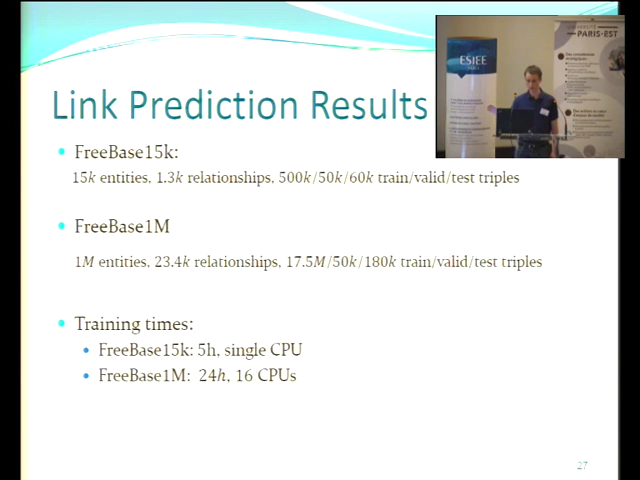 Link Prediction Results
FreeBase15k:
15k entities, 1.3k relationships, 500k/50k/60k train/valid/test triples
FreeBase1M
1M entities, 23.4k relationships, 17.5M/50k/180k train/valid/test triples
Training times:
FreeBase15k: 5h, single CPU
FreeBase1M: 24h, 16 CPUs
27
ESIEE
PARIS-EST